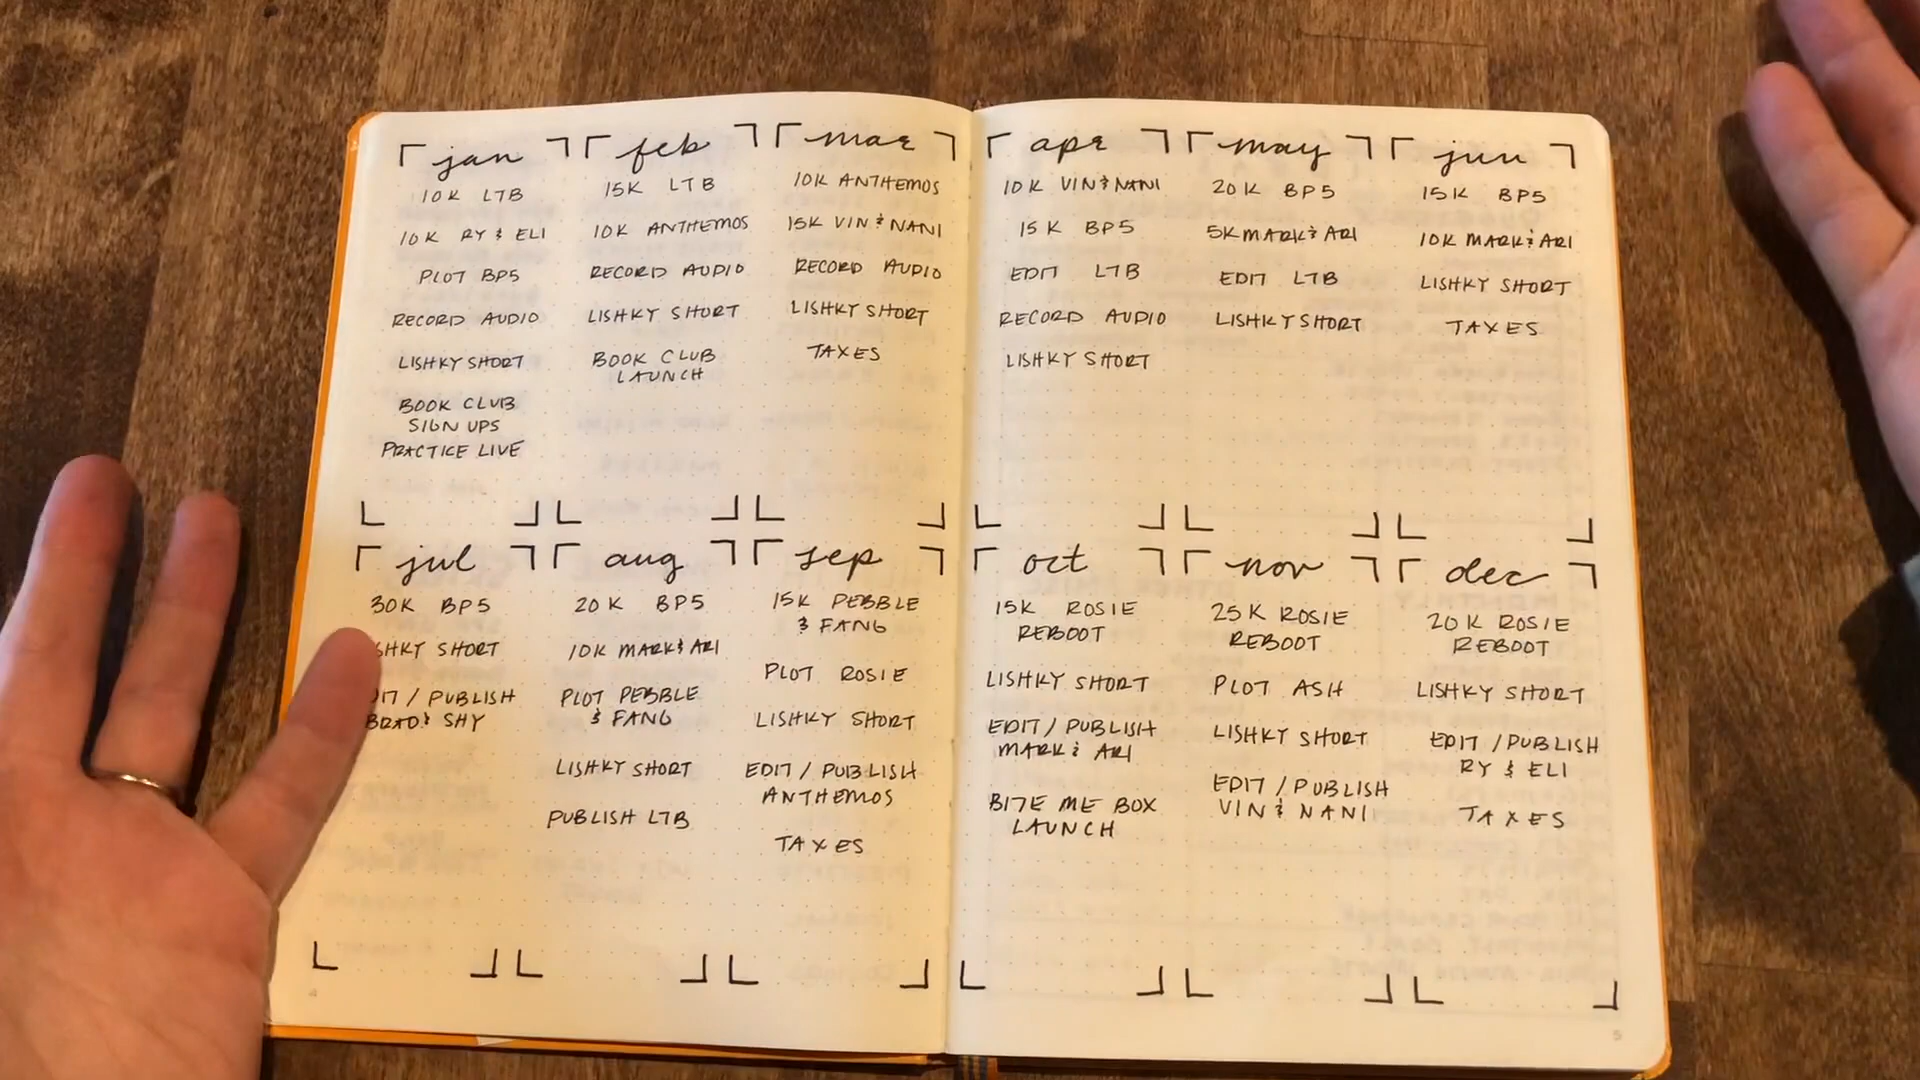 jan
10K LTB
10K RY & ELI
PLOT BP5
RECORD AUDIO
LISHKY SHORT
BOOK CLUB
SIGN UPS
PRACTICE LIVE
feb
15K LTB
10K ANTHEMOS
RECORD AUDIO
LISHKY SHORT
BOOK CLUB
LAUNCH
mar
10K ANTHEMOS
15K VIN & NANI
RECORD AUDIO
LISHKY SHORT
TAXES
apr
10K VIN & NANI
15K BP5
EDIT LTB
RECORD AUDIO
LISHKY SHORT
may
20K BP5
5K MARK & ARI
EDIT LTB
LISHKY SHORT
jun
15K BP5
10K MARK & ARI
LISHKY SHORT
TAXES
jul
30K BP5
SHKY SHORT
/ PUBLISH
BRAD & SHY
aug
20K BP5
10K MARK & ARI
PLOT PEBBLE
& FANG
LISHKY SHORT
PUBLISH LTB
sep
15K PEBBLE
& FANG
PLOT ROSIE
LISHKY SHORT
EDIT / PUBLISH
ANTHEMOS
TAXES
oct
15K ROSIE
REBOOT
LISHKY SHORT
EDIT / PUBLISH
MARK & ARI
BITE ME BOX
LAUNCH
nov
25K ROSIE
REBOOT
PLOT ASH
LISHKY SHORT
EDIT / PUBLISH
VIN & NANI
dec
20K ROSIE
REBOOT
LISHKY SHORT
EDIT / PUBLISH
RY & ELI
TAXES
4
5